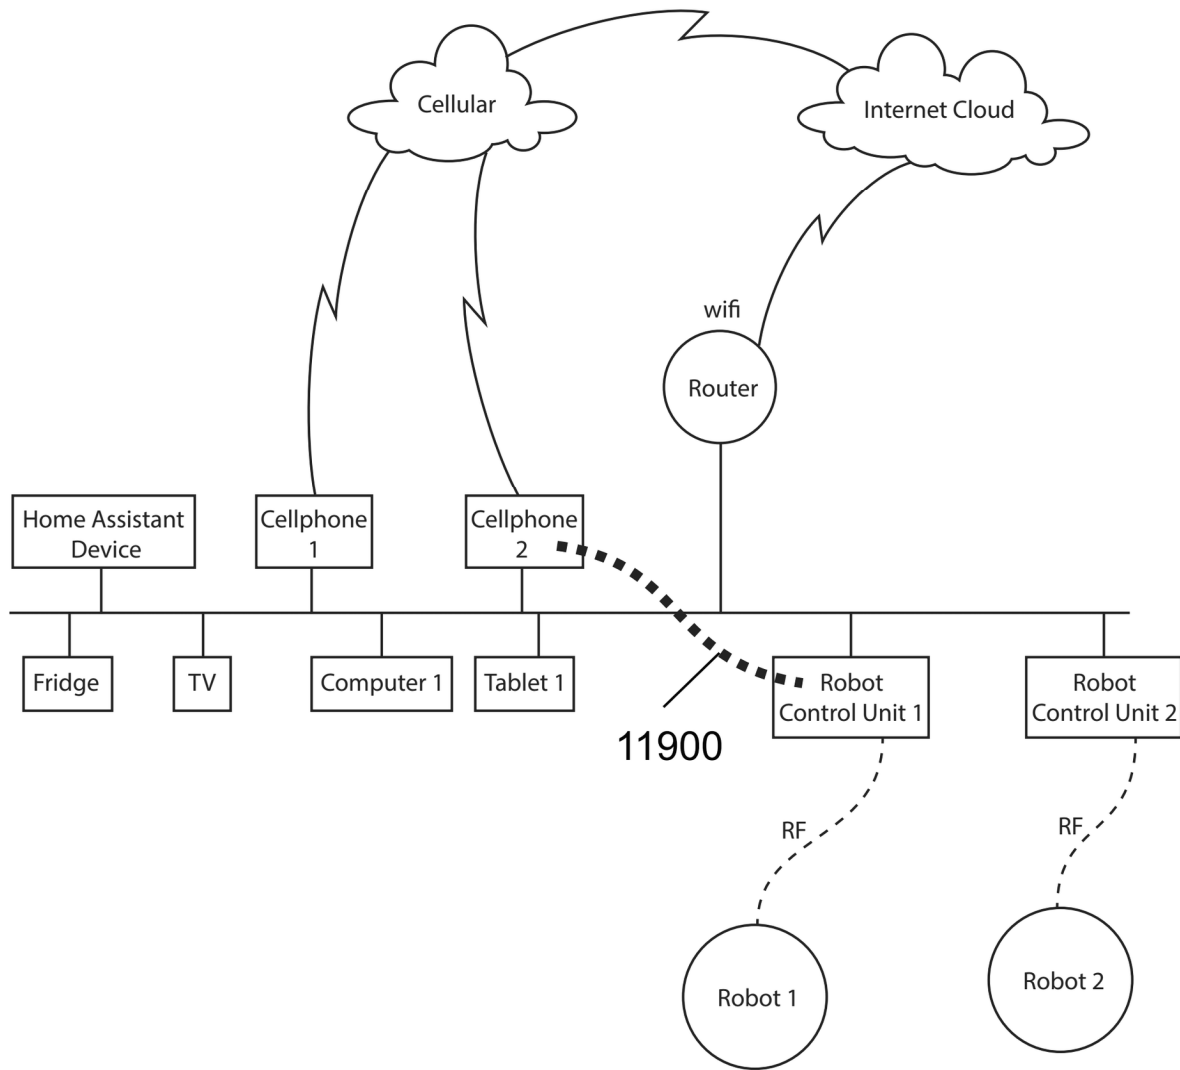 Cellular
Internet Cloud
wifi
Router
Home Assistant
Device
Cellphone
1
Cellphone
2
Fridge
TV
Computer 1
Tablet 1
Robot
Control Unit 1
Robot
Control Unit 2
11900
RF
RF
Robot 1
Robot 2